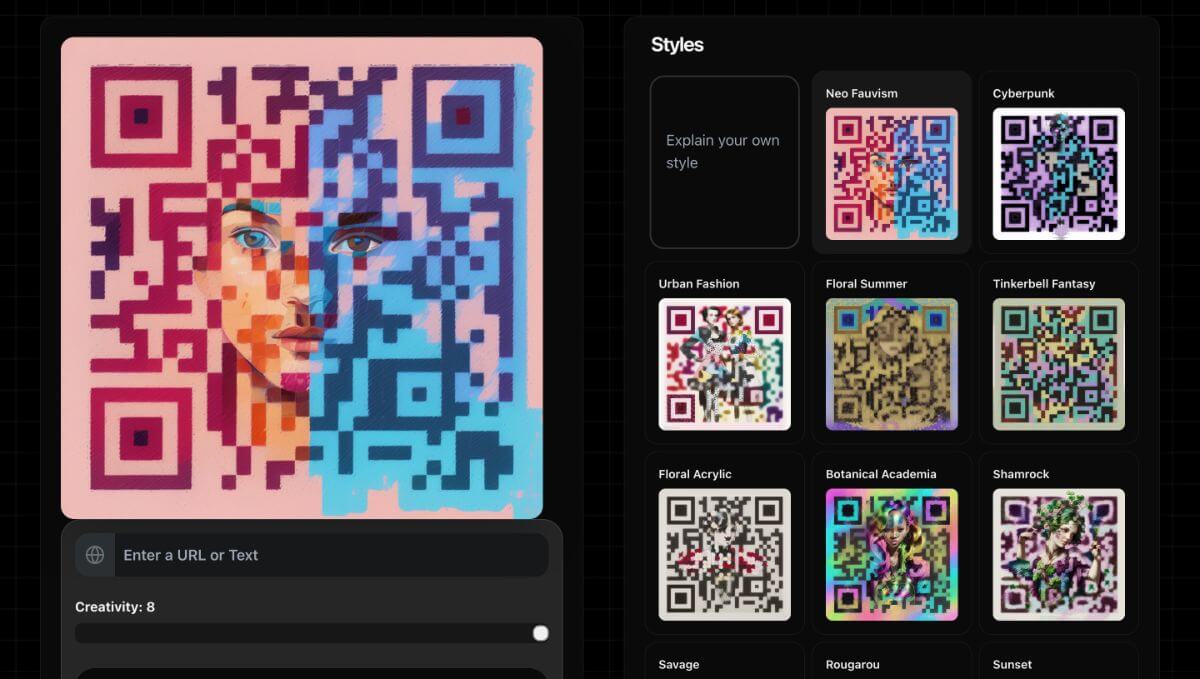 Enter a URL or Text
Creativity: 8
Styles
Explain your own
style
Neo Fauvism
Cyberpunk
Urban Fashion
Floral Summer
Tinkerbell Fantasy
Floral Acrylic
Botanical Academia
Shamrock
Savage
Rougarou
Sunset